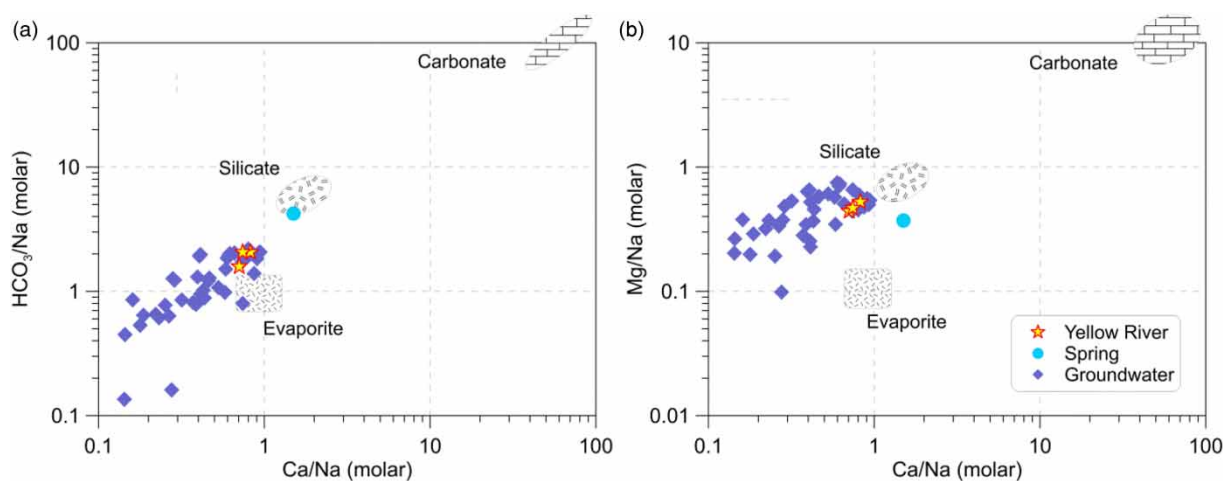 (a)
100
10
1
0.1
HCO3/Na (molar)
Carbonate
Silicate
Evaporite
0.1 1 10 100
Ca/Na (molar)
(b)
10
1
0.1
0.01
Mg/Na (molar)
Carbonate
Silicate
Evaporite
Yellow River
Spring
Groundwater
0.1 1 10 100
Ca/Na (molar)